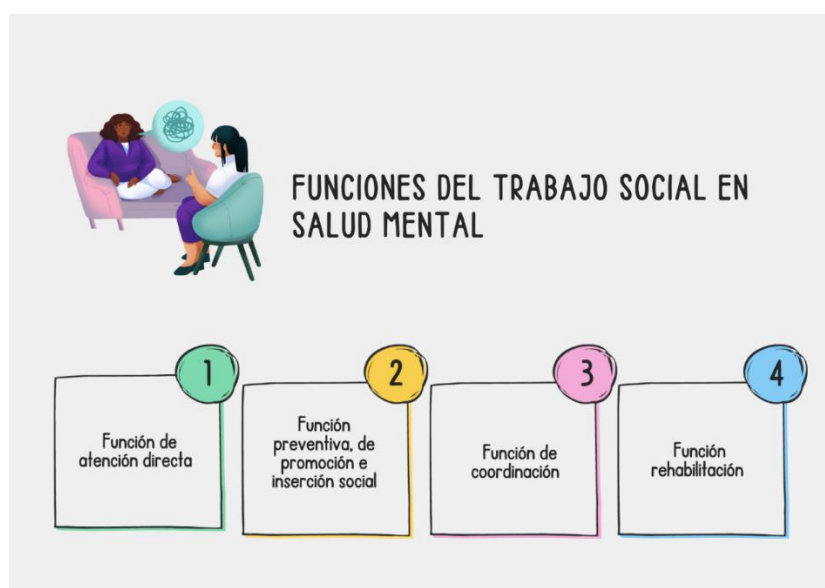 FUNCIONES DEL TRABAJO SOCIAL EN
SALUD MENTAL
1
Función de
atención directa
2
Función
preventiva, de
promoción e
inserción social
3
Función de
coordinación
4
Función
rehabilitación